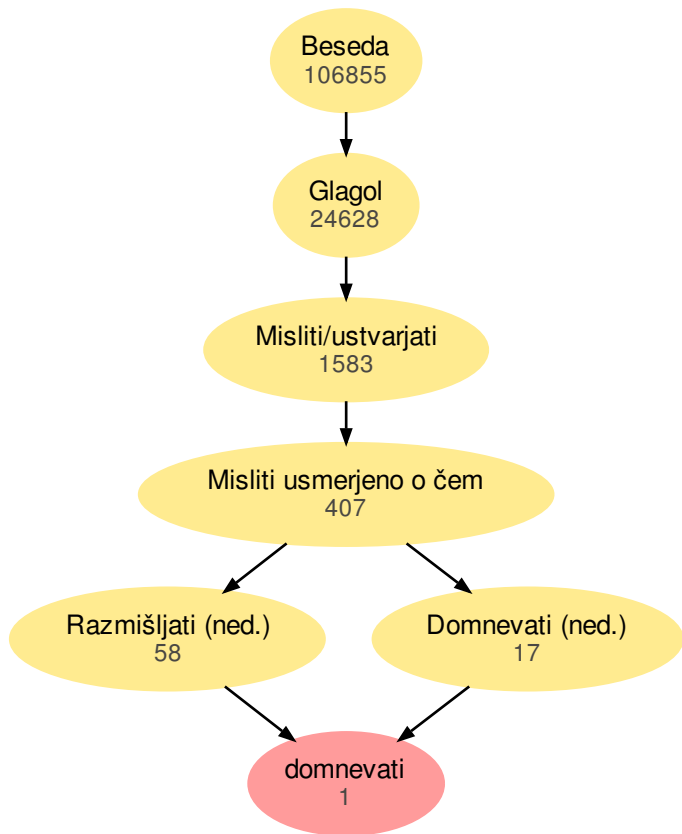 Beseda
106855
Glagol
24628
Misliti/ustvarjati
1583
Misliti usmerjeno o čem
407
Razmišljati (ned.)
58
Domnevati (ned.)
17
domnevati
1